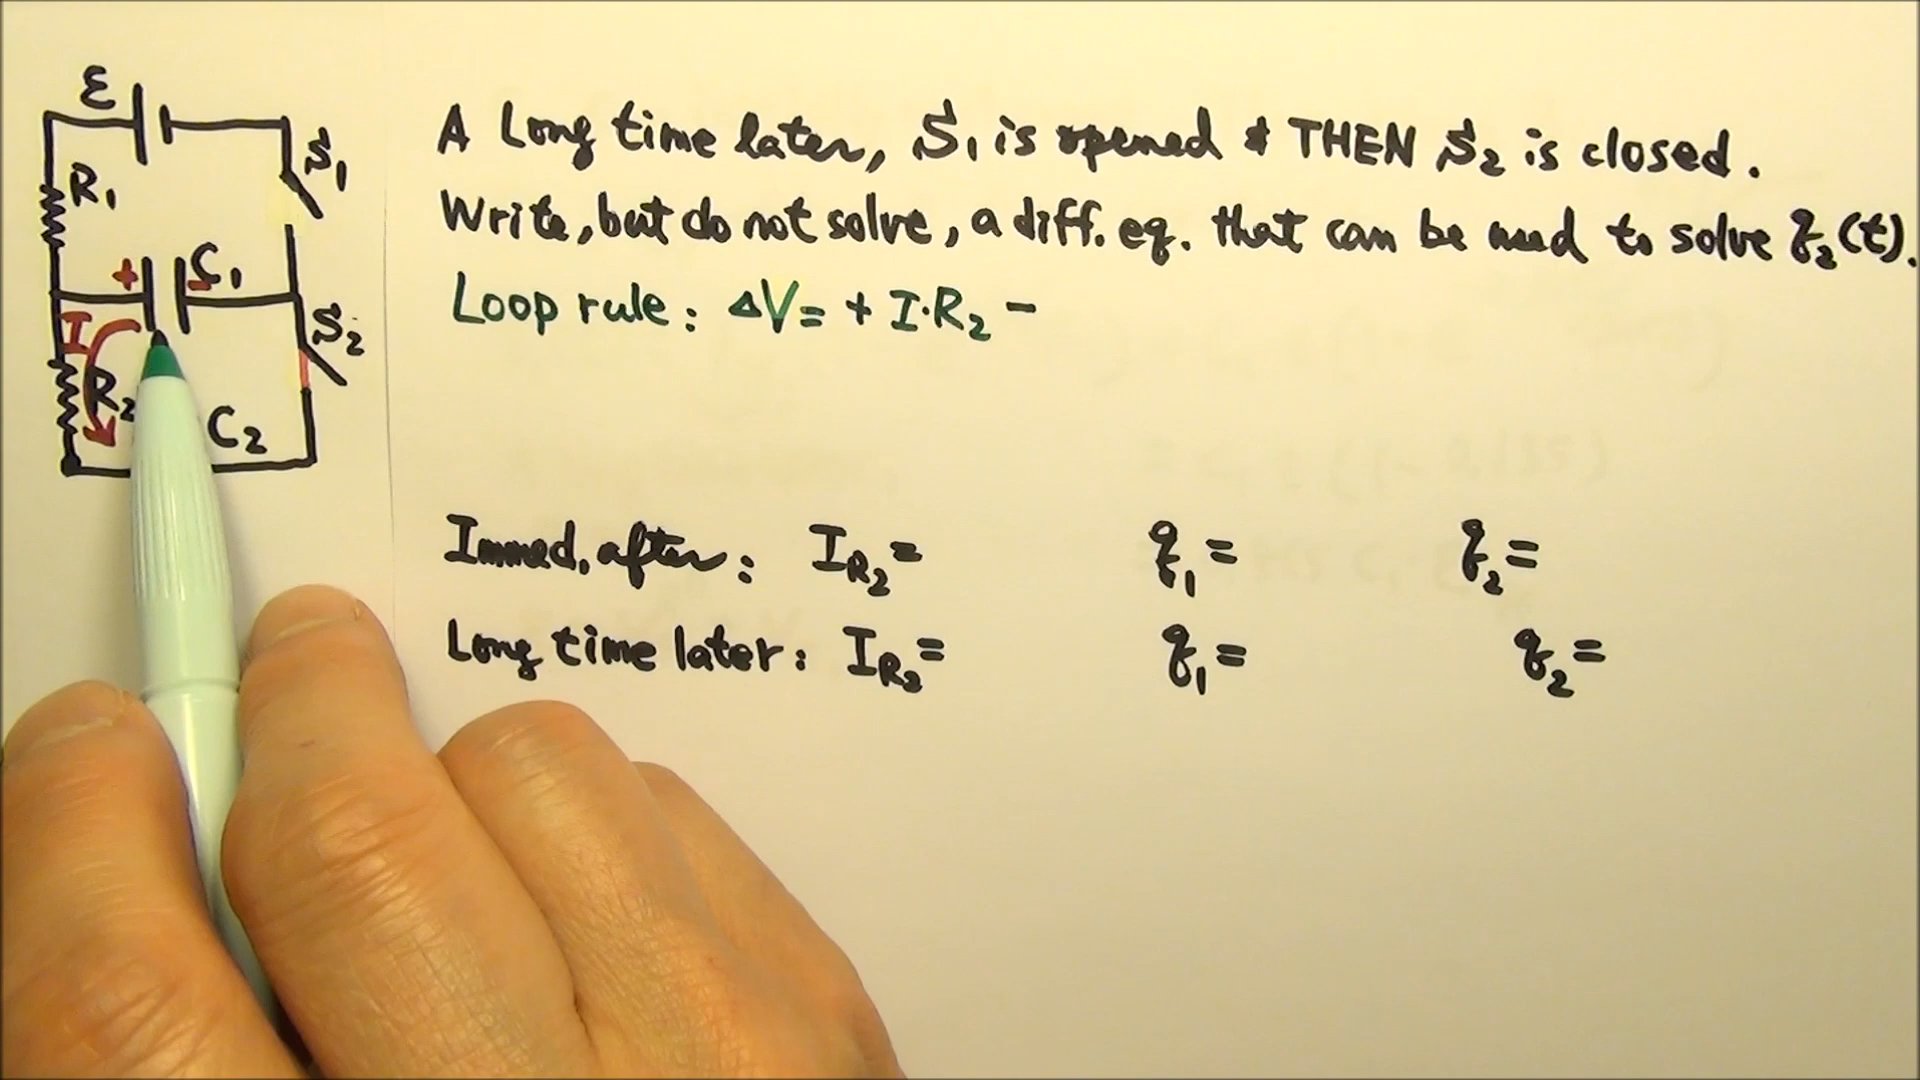 ε
S₁
R₁
+ C₁ -
I
S₂
R₂
C₂
A Long time later, S₁ is opened & THEN S₂ is closed.
Write, but do not solve, a diff. eq. that can be used to solve q₂(t).
Loop rule: ΔV = + I·R₂ -
Immed. after: I_R₂ = q₁ = q₂ =
Long time later: I_R₂ = q₁ = q₂ =